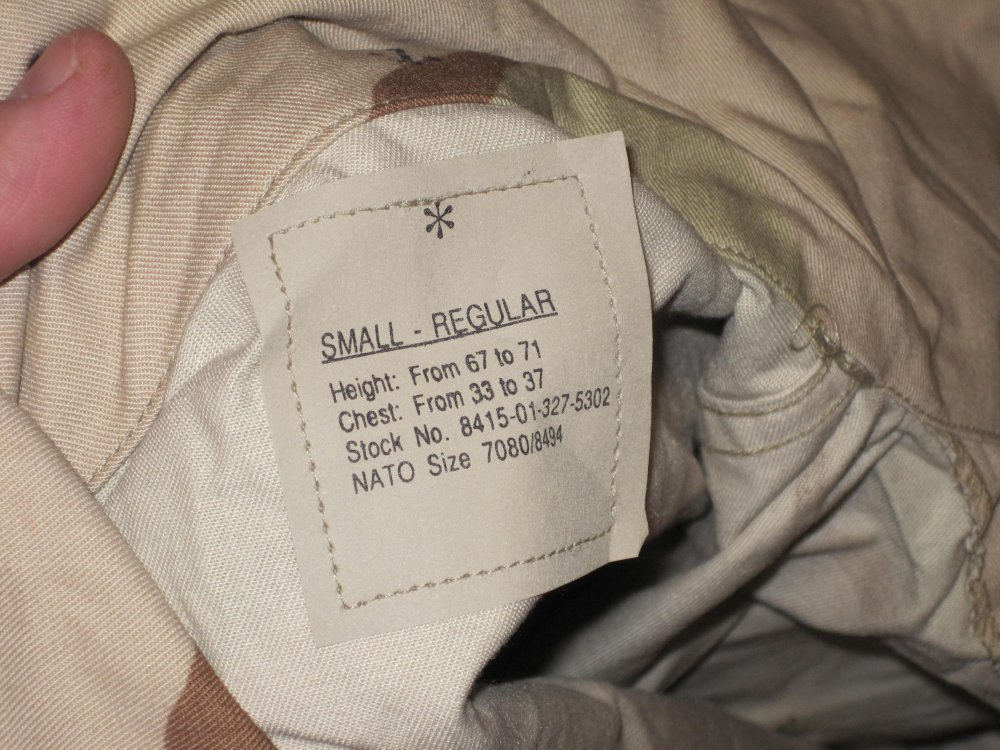 *
SMALL - REGULAR
Height: From 67 to 71
Chest: From 33 to 37
Stock No. 8415-01-327-5302
NATO Size 7080/8494